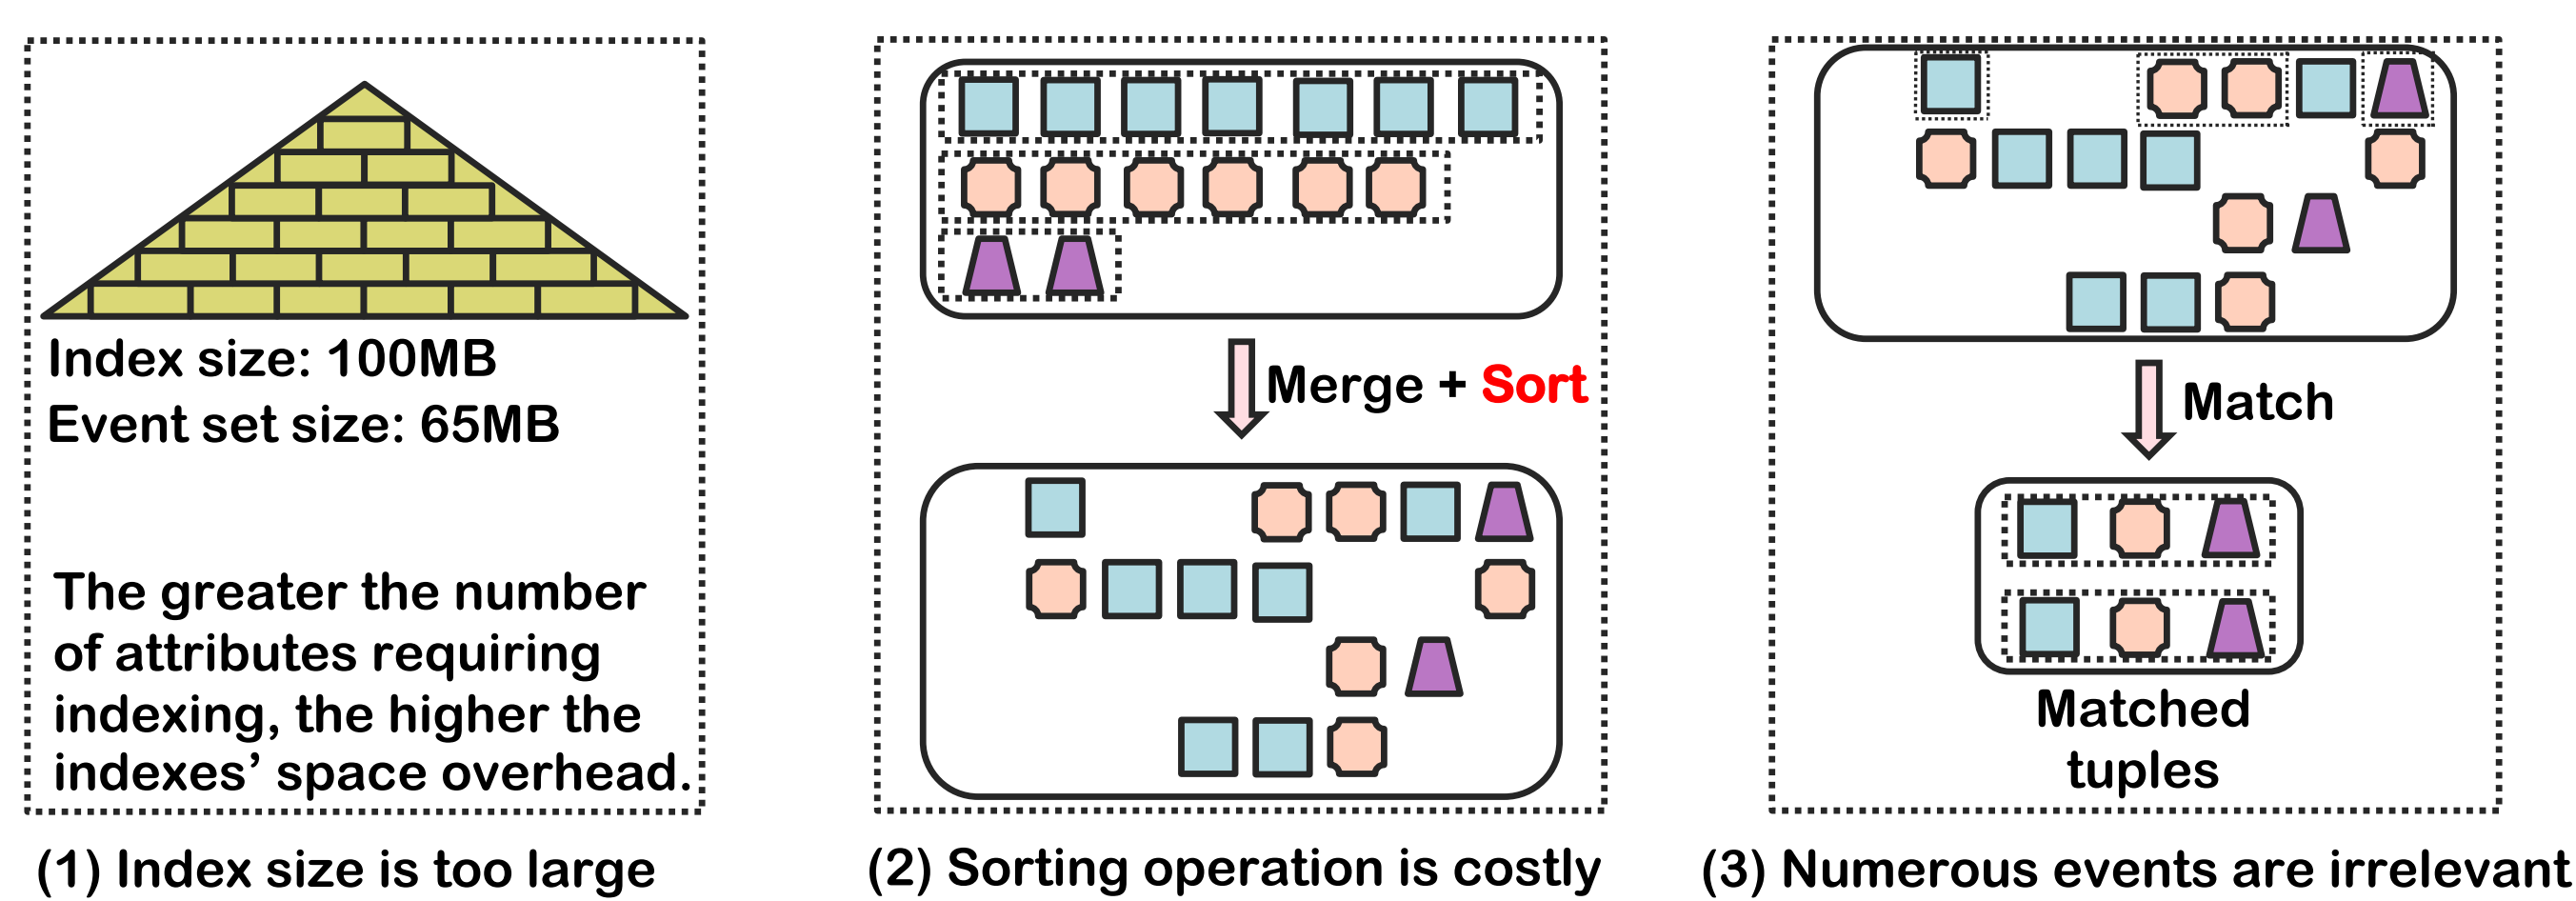 Index size: 100MB
Event set size: 65MB
The greater the number
of attributes requiring
indexing, the higher the
indexes’ space overhead.
(1) Index size is too large
Merge + Sort
(2) Sorting operation is costly
Match
Matched
tuples
(3) Numerous events are irrelevant